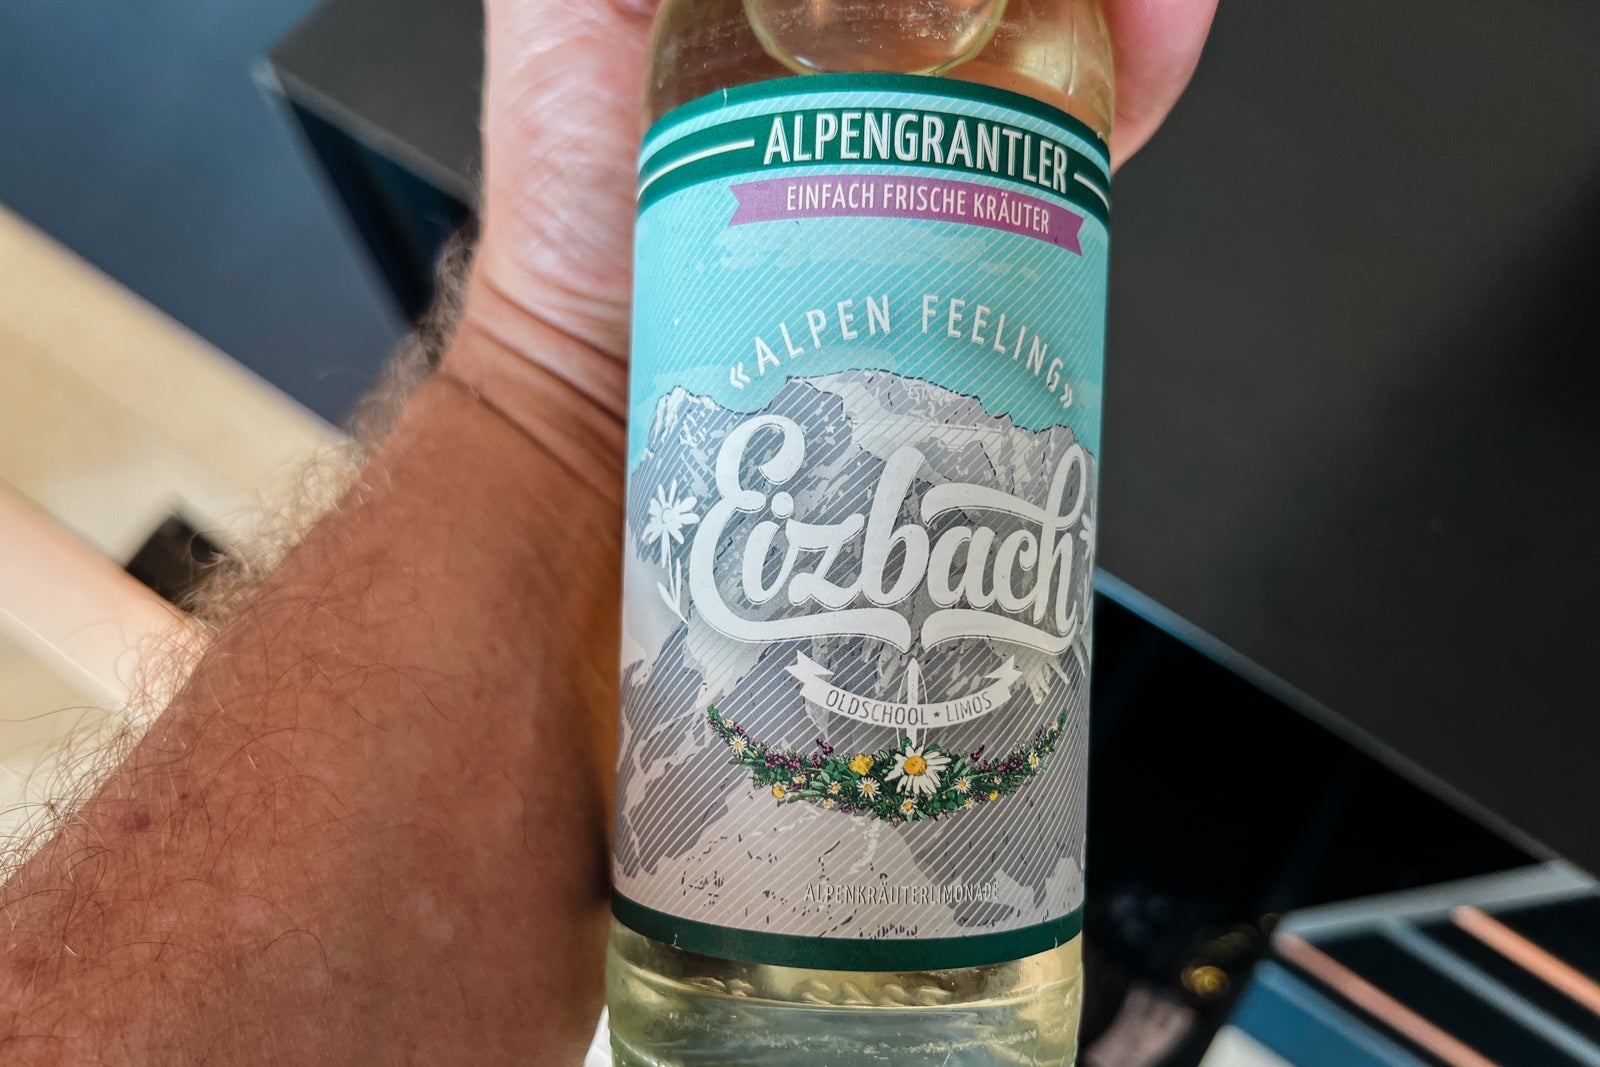 ALPENGRANTLER
EINFACH FRISCHE KRÄUTER
«ALPEN FEELING»
Eizbach
OLDSCHOOL ★ LIMOS
ALPENKRÄUTERLIMONADE